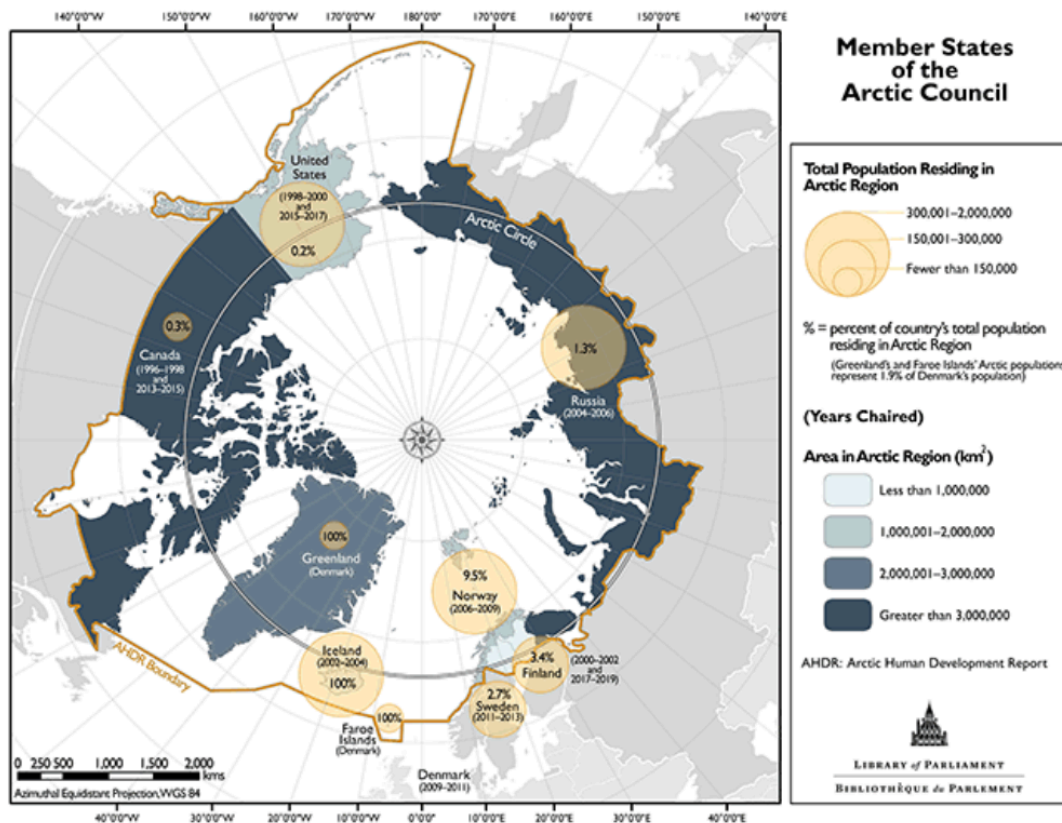 140°0'0"W
150°0'0"W
160°0'0"W
170°0'0"W
180°0'0"
170°0'0"E
160°0'0"E
150°0'0"E
140°0'0"E
Member States
of the
Arctic Council
United
States
(1998–2000
and
2015–2017)
0.2%
Arctic Circle
0.3%
Canada
(1996–1998
and
2013–2015)
1.3%
Russia
(2004–2006)
100%
Greenland
(Denmark)
9.5%
Norway
(2006–2009)
Iceland
(2002–2004)
100%
3.4%
Finland
(2000–2002
and
2017–2019)
2.7%
Sweden
(2011–2013)
100%
Faroe
Islands
(Denmark)
Denmark
(2009–2011)
AHDR Boundary
0 250 500 1,000 1,500 2,000
kms
Azimuthal Equidistant Projection, WGS 84
40°0'0"W
30°0'0"W
20°0'0"W
10°0'0"W
0°0'0"
10°0'0"E
20°0'0"E
30°0'0"E
40°0'0"E
Total Population Residing in
Arctic Region
300,001–2,000,000
150,001–300,000
Fewer than 150,000
% = percent of country's total population
residing in Arctic Region
(Greenland's and Faroe Islands' Arctic populations
represent 1.9% of Denmark's population)
(Years Chaired)
Area in Arctic Region (km²)
Less than 1,000,000
1,000,001–2,000,000
2,000,001–3,000,000
Greater than 3,000,000
AHDR: Arctic Human Development Report
LIBRARY of PARLIAMENT
BIBLIOTHÈQUE du PARLEMENT